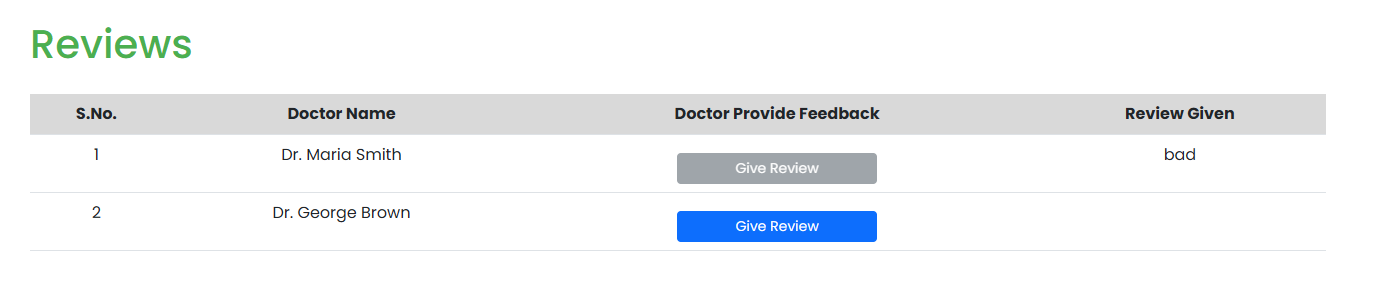 Reviews
S.No. Doctor Name Doctor Provide Feedback Review Given
1 Dr. Maria Smith Give Review bad
2 Dr. George Brown Give Review